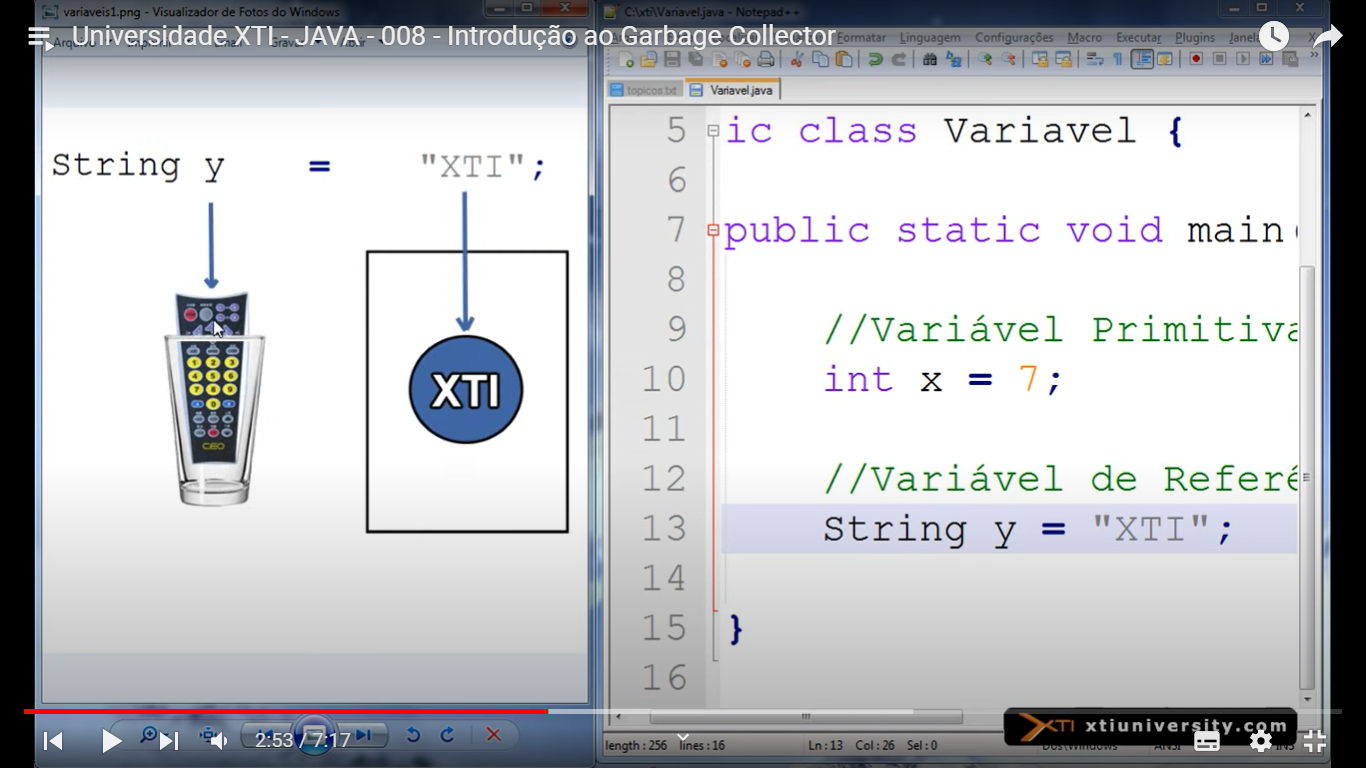 variaveis1.png - Visualizador de Fotos do Windows
C:\xti\Variavel.java - Notepad++
Universidade XTI - JAVA - 008 - Introdução ao Garbage Collector
Formatar Linguagem Configurações Macro Executar Plugins Janela
topicos.txt Variavel.java
String y = "XTI";
XTI
CEO
5 ic class Variavel {
6
7 public static void main(
8
9 //Variável Primitiva
10 int x = 7;
11
12 //Variável de Referê
13 String y = "XTI";
14
15 }
16
XTI xtiuniversity.com
2:53 / 7:17
length : 256 lines : 16 Ln : 13 Col : 26 Sel : 0 Dos\Windows ANSI INS